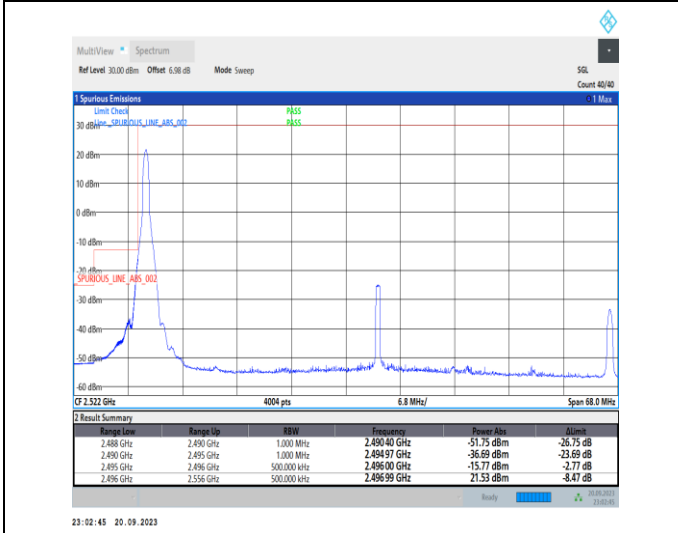 MultiView Spectrum
Ref Level 30.00 dBm Offset 6.98 dB Mode Sweep SGL
Count 40/40
1 Spurious Emissions 1 Max
Limit Check PASS
30 dBm Line _SPURIOUS_LINE_ABS_002 PASS
20 dBm
10 dBm
0 dBm
-10 dBm
-20 dBm
SPURIOUS_LINE_ABS_002
-30 dBm
-40 dBm
-50 dBm
-60 dBm
CF 2.522 GHz 4004 pts 6.8 MHz/ Span 68.0 MHz
2 Result Summary
Range Low Range Up RBW Frequency Power Abs ΔLimit
2.488 GHz 2.490 GHz 1.000 MHz 2.49040 GHz -51.75 dBm -26.75 dB
2.490 GHz 2.495 GHz 1.000 MHz 2.49497 GHz -36.69 dBm -23.69 dB
2.495 GHz 2.496 GHz 500.000 kHz 2.49600 GHz -15.77 dBm -2.77 dB
2.496 GHz 2.556 GHz 500.000 kHz 2.49699 GHz 21.53 dBm -8.47 dB
Ready 20.09.2023
23:02:45
23:02:45 20.09.2023